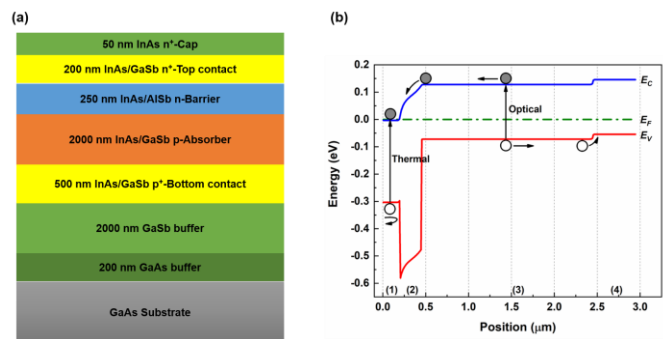 (a)
50 nm InAs n⁺-Cap
200 nm InAs/GaSb n⁺-Top contact
250 nm InAs/AlSb n-Barrier
2000 nm InAs/GaSb p-Absorber
500 nm InAs/GaSb p⁺-Bottom contact
2000 nm GaSb buffer
200 nm GaAs buffer
GaAs Substrate
(b)
Energy (eV)
0.2
0.1
0.0
-0.1
-0.2
-0.3
-0.4
-0.5
-0.6
E_C
E_F
E_V
Optical
Thermal
(1) (2) (3) (4)
0.0 0.5 1.0 1.5 2.0 2.5 3.0
Position (μm)